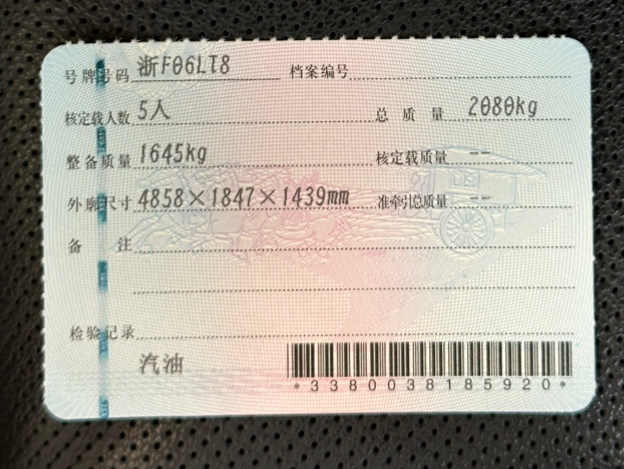 号牌号码 浙F06LT8 档案编号
核定载人数 5人 总质量 2080kg
整备质量 1645kg 核定载质量 --
外廓尺寸 4858×1847×1439mm 准牵引总质量 --
备注
检验记录
汽油
*3380038185920*